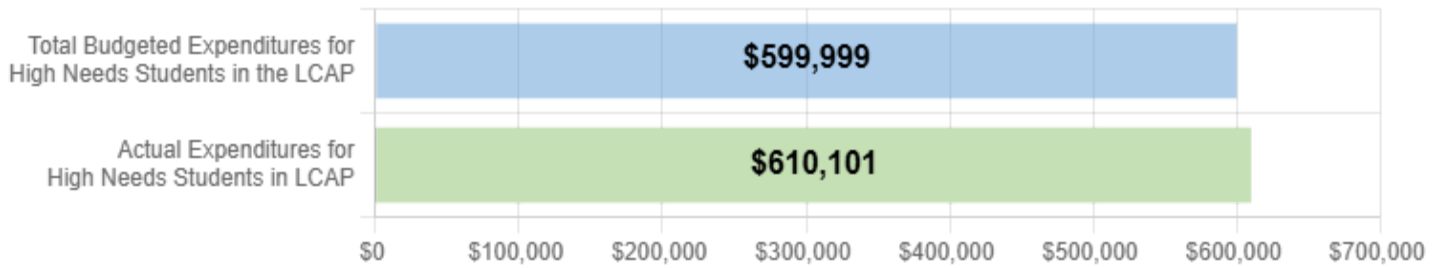 Total Budgeted Expenditures for
High Needs Students in the LCAP
$599,999
Actual Expenditures for
High Needs Students in LCAP
$610,101
$0 $100,000 $200,000 $300,000 $400,000 $500,000 $600,000 $700,000